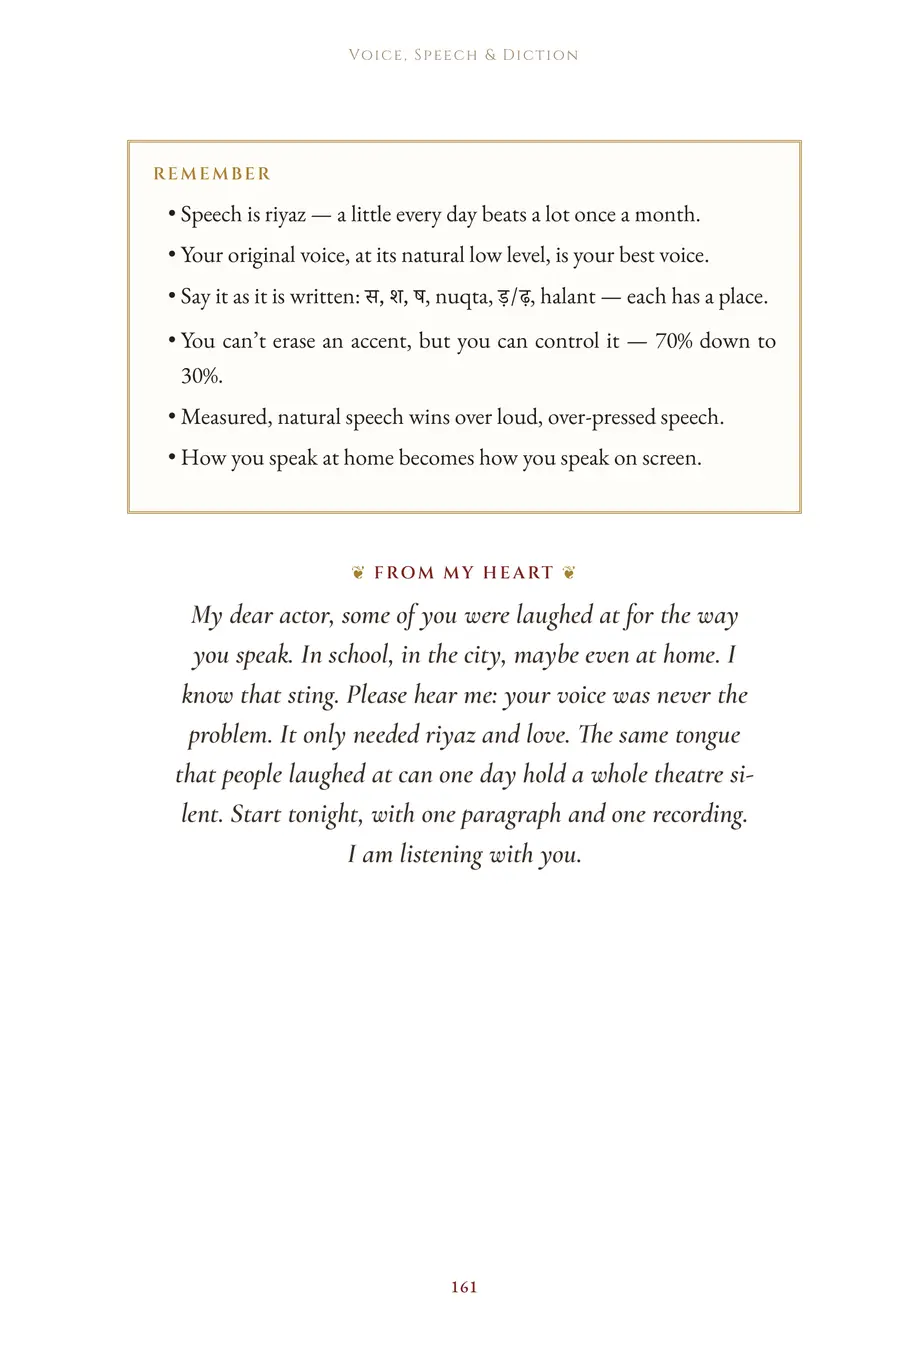 Voice, Speech & Diction
REMEMBER
• Speech is riyaz — a little every day beats a lot once a month.
• Your original voice, at its natural low level, is your best voice.
• Say it as it is written: स, श, ष, nuqta, ड़/ढ़, halant — each has a place.
• You can’t erase an accent, but you can control it — 70% down to
30%.
• Measured, natural speech wins over loud, over-pressed speech.
• How you speak at home becomes how you speak on screen.
❦ FROM MY HEART ❦
My dear actor, some of you were laughed at for the way
you speak. In school, in the city, maybe even at home. I
know that sting. Please hear me: your voice was never the
problem. It only needed riyaz and love. The same tongue
that people laughed at can one day hold a whole theatre si-
lent. Start tonight, with one paragraph and one recording.
I am listening with you.
161